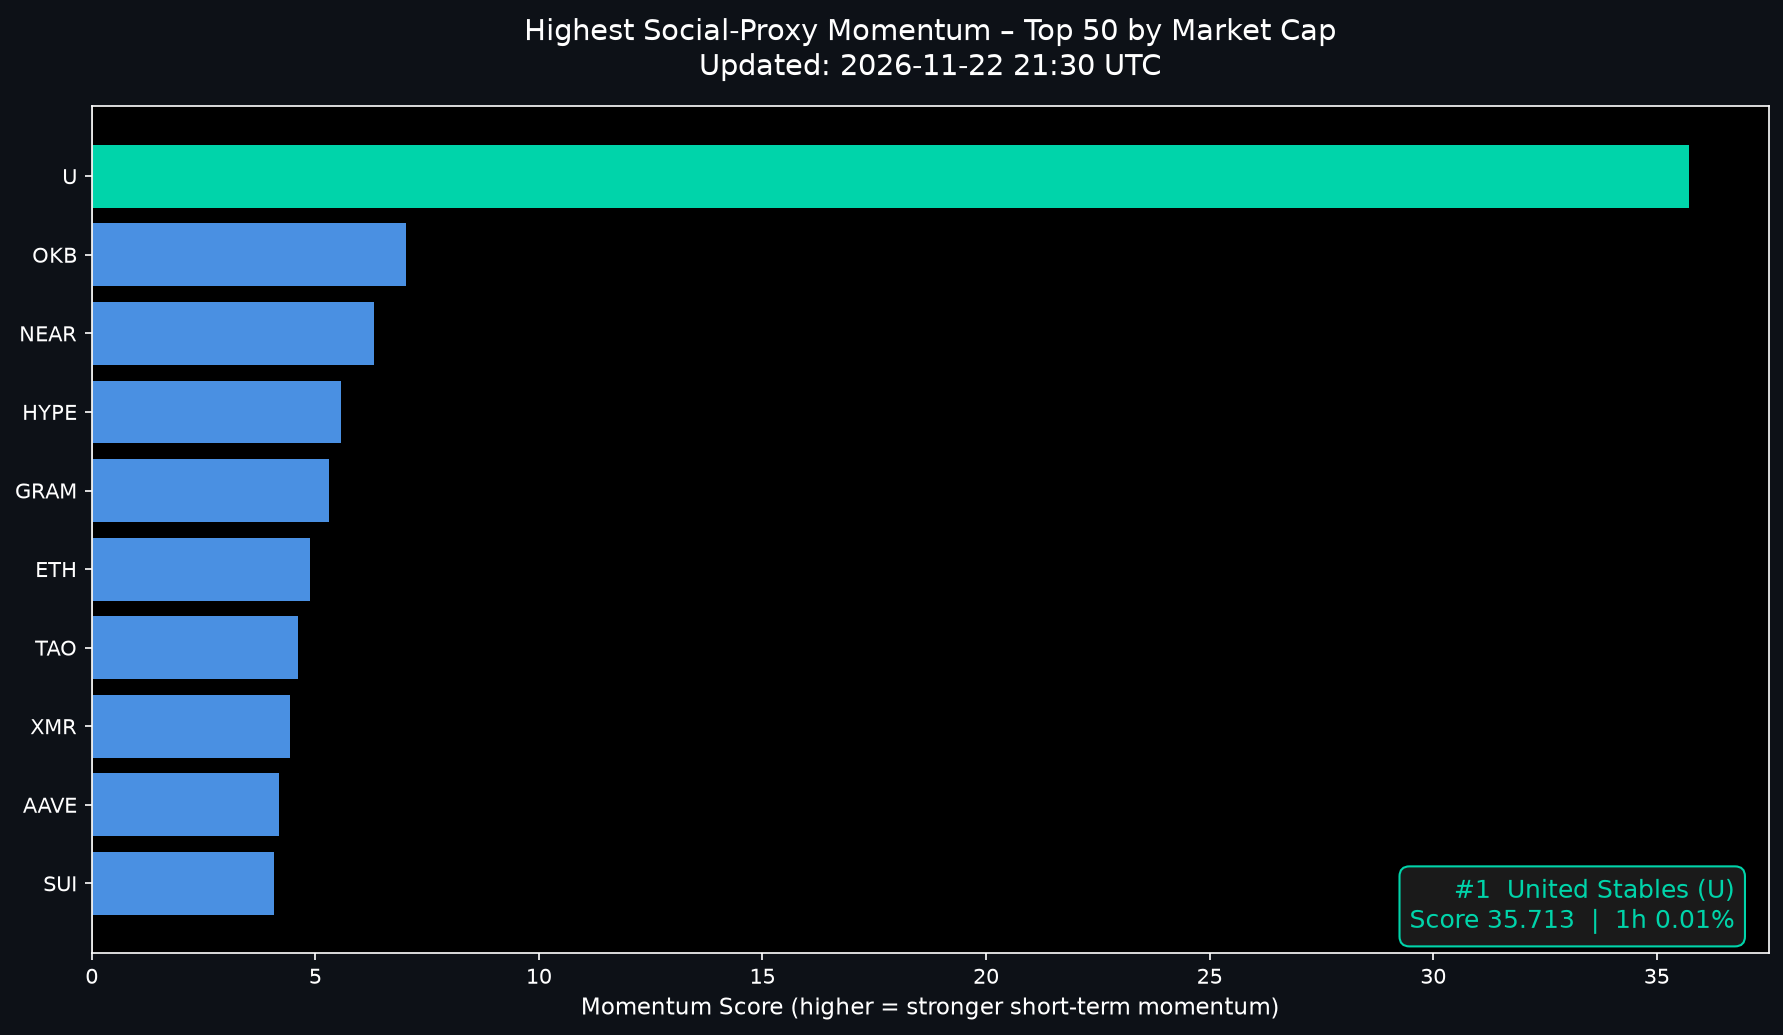 Highest Social-Proxy Momentum – Top 50 by Market Cap
Updated: 2026-11-22 21:30 UTC
U
OKB
NEAR
HYPE
GRAM
ETH
TAO
XMR
AAVE
SUI
#1  United Stables (U)
Score 35.713  |  1h 0.01%
0 5 10 15 20 25 30 35
Momentum Score (higher = stronger short-term momentum)